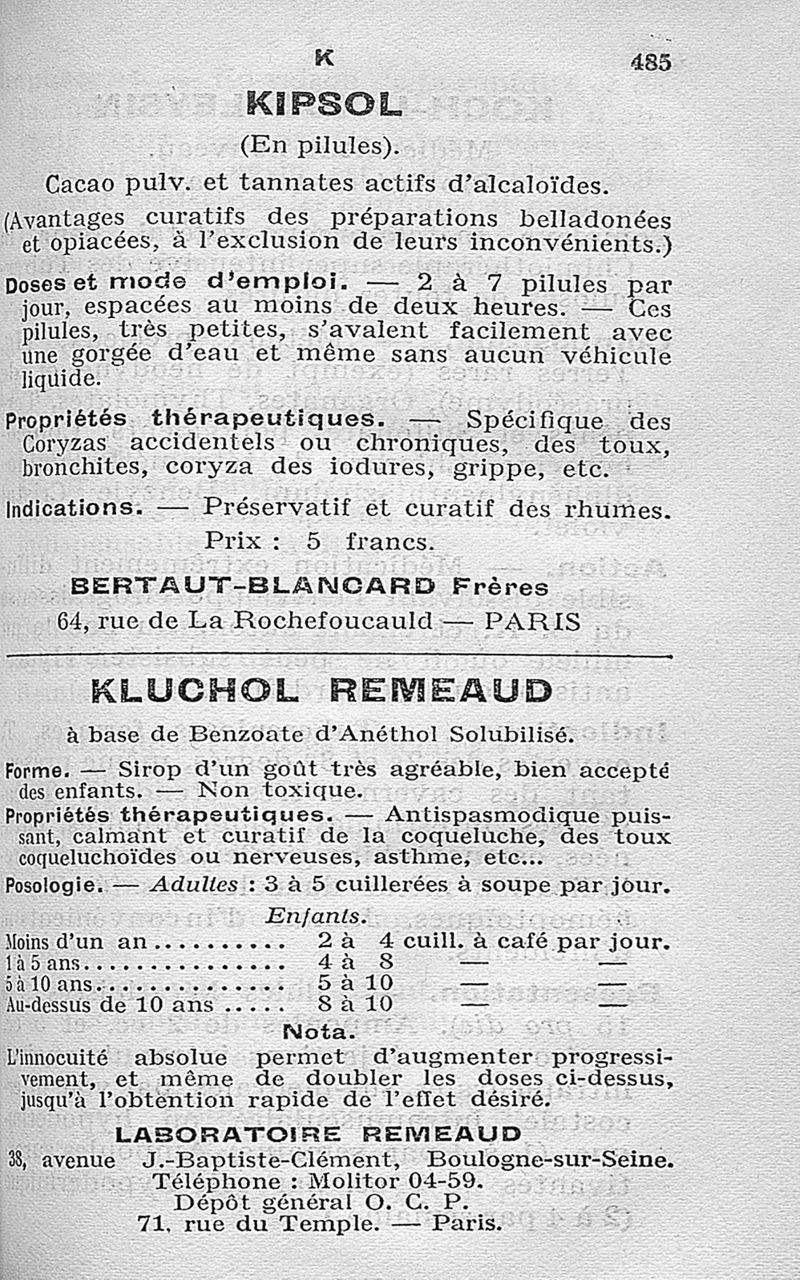 K
485
KIPSOL
(En pilules).
Cacao pulv. et tannates actifs d'alcaloïdes.
(Avantages curatifs des préparations belladonées
et opiacées, à l'exclusion de leurs inconvénients.)
Doses et mode d'emploi. — 2 à 7 pilules par
jour, espacées au moins de deux heures. — Ces
pilules, très petites, s'avalent facilement avec
une gorgée d'eau et même sans aucun véhicule
liquide.
Propriétés thérapeutiques. — Spécifique des
Coryzas accidentels ou chroniques, des toux,
bronchites, coryza des iodures, grippe, etc.
Indications. — Préservatif et curatif des rhumes.
Prix : 5 francs.
BERTAUT-BLANCARD Frères
64, rue de La Rochefoucauld — PARIS
KLUCHOL REMEAUD
à base de Benzoate d'Anéthol Solubilisé.
Forme. — Sirop d'un goût très agréable, bien accepté
des enfants. — Non toxique.
Propriétés thérapeutiques. — Antispasmodique puis-
sant, calmant et curatif de la coqueluche, des toux
coqueluchoïdes ou nerveuses, asthme, etc...
Posologie. — Adultes : 3 à 5 cuillerées à soupe par jour.
Enfants.
Moins d'un an .......... 2 à 4 cuill. à café par jour.
1 à 5 ans............... 4 à 8 — —
5 à 10 ans.............. 5 à 10 — —
Au-dessus de 10 ans ..... 8 à 10 — —
Nota.
L'innocuité absolue permet d'augmenter progressi-
vement, et même de doubler les doses ci-dessus,
jusqu'à l'obtention rapide de l'effet désiré.
LABORATOIRE REMEAUD
38, avenue J.-Baptiste-Clément, Boulogne-sur-Seine.
Téléphone : Molitor 04-59.
Dépôt général O. C. P.
71, rue du Temple. — Paris.